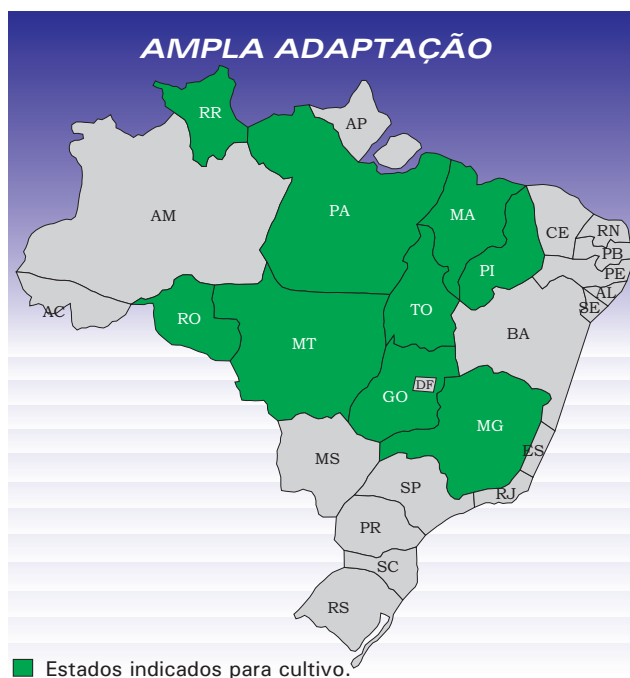 AMPLA ADAPTAÇÃO
RR
AP
AM
PA
MA
CE
RN
PB
PE
PI
AL
SE
AC
RO
TO
BA
MT
DF
GO
MG
ES
MS
SP
RJ
PR
SC
RS
Estados indicados para cultivo.